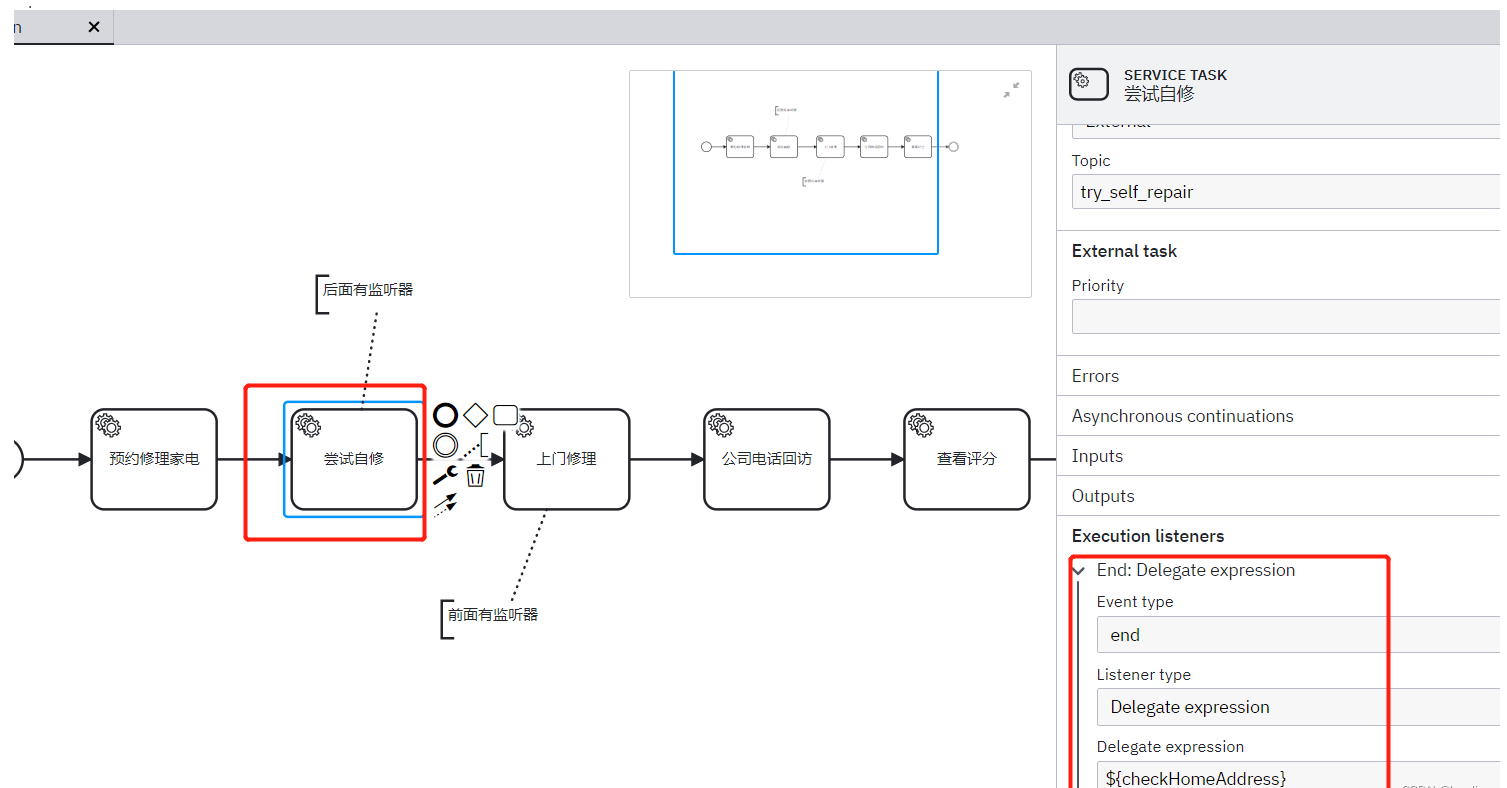 n
SERVICE TASK
尝试自修
External
Topic
try_self_repair
External task
Priority
后面有监听器
Errors
Asynchronous continuations
预约修理家电
尝试自修
上门修理
公司电话回访
查看评分
Inputs
Outputs
Execution listeners
End: Delegate expression
Event type
前面有监听器
end
Listener type
Delegate expression
Delegate expression
${checkHomeAddress}